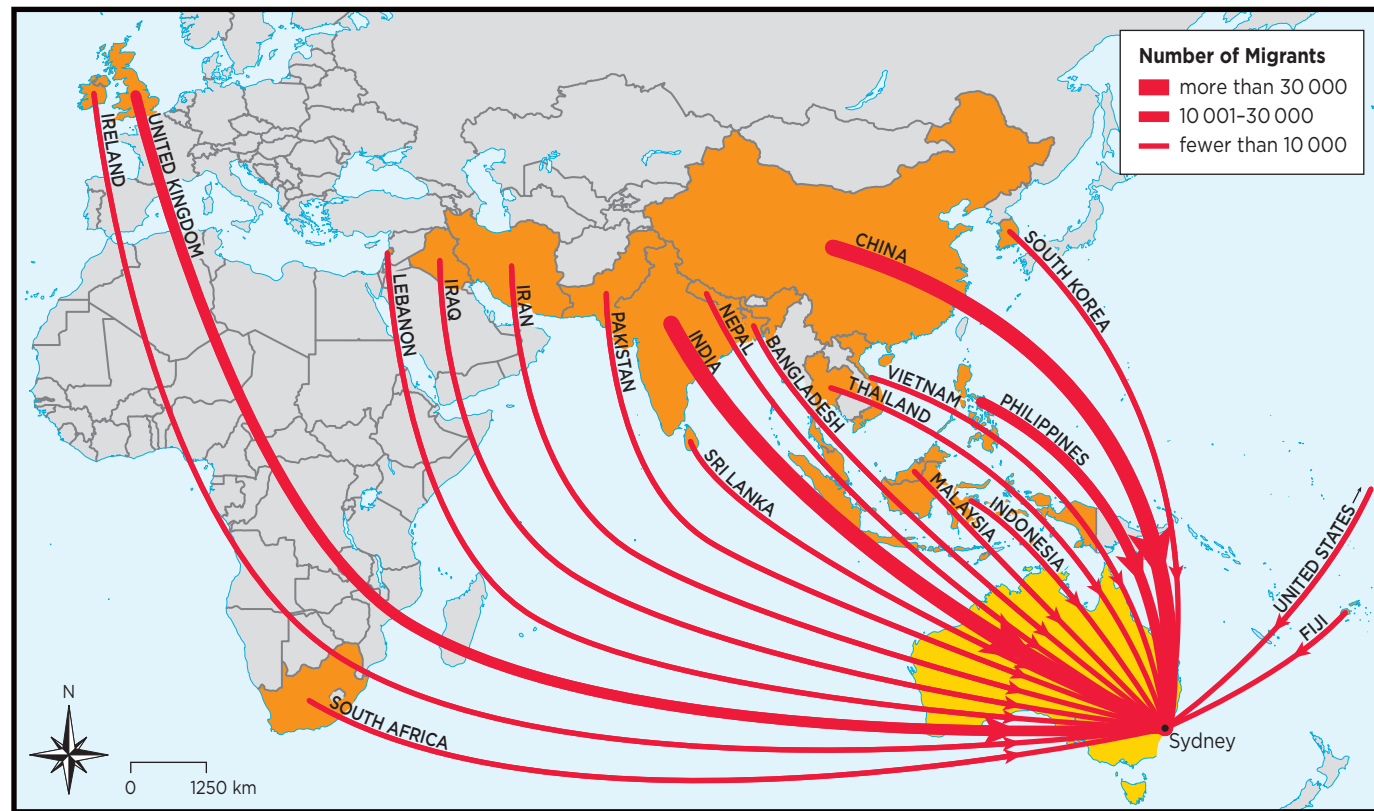 Number of Migrants
more than 30 000
10 001–30 000
fewer than 10 000
IRELAND
UNITED KINGDOM
LEBANON
IRAQ
IRAN
PAKISTAN
INDIA
NEPAL
BANGLADESH
SRI LANKA
CHINA
SOUTH KOREA
VIETNAM
THAILAND
PHILIPPINES
MALAYSIA
INDONESIA
UNITED STATES →
FIJI
SOUTH AFRICA
Sydney
N
0 1250 km